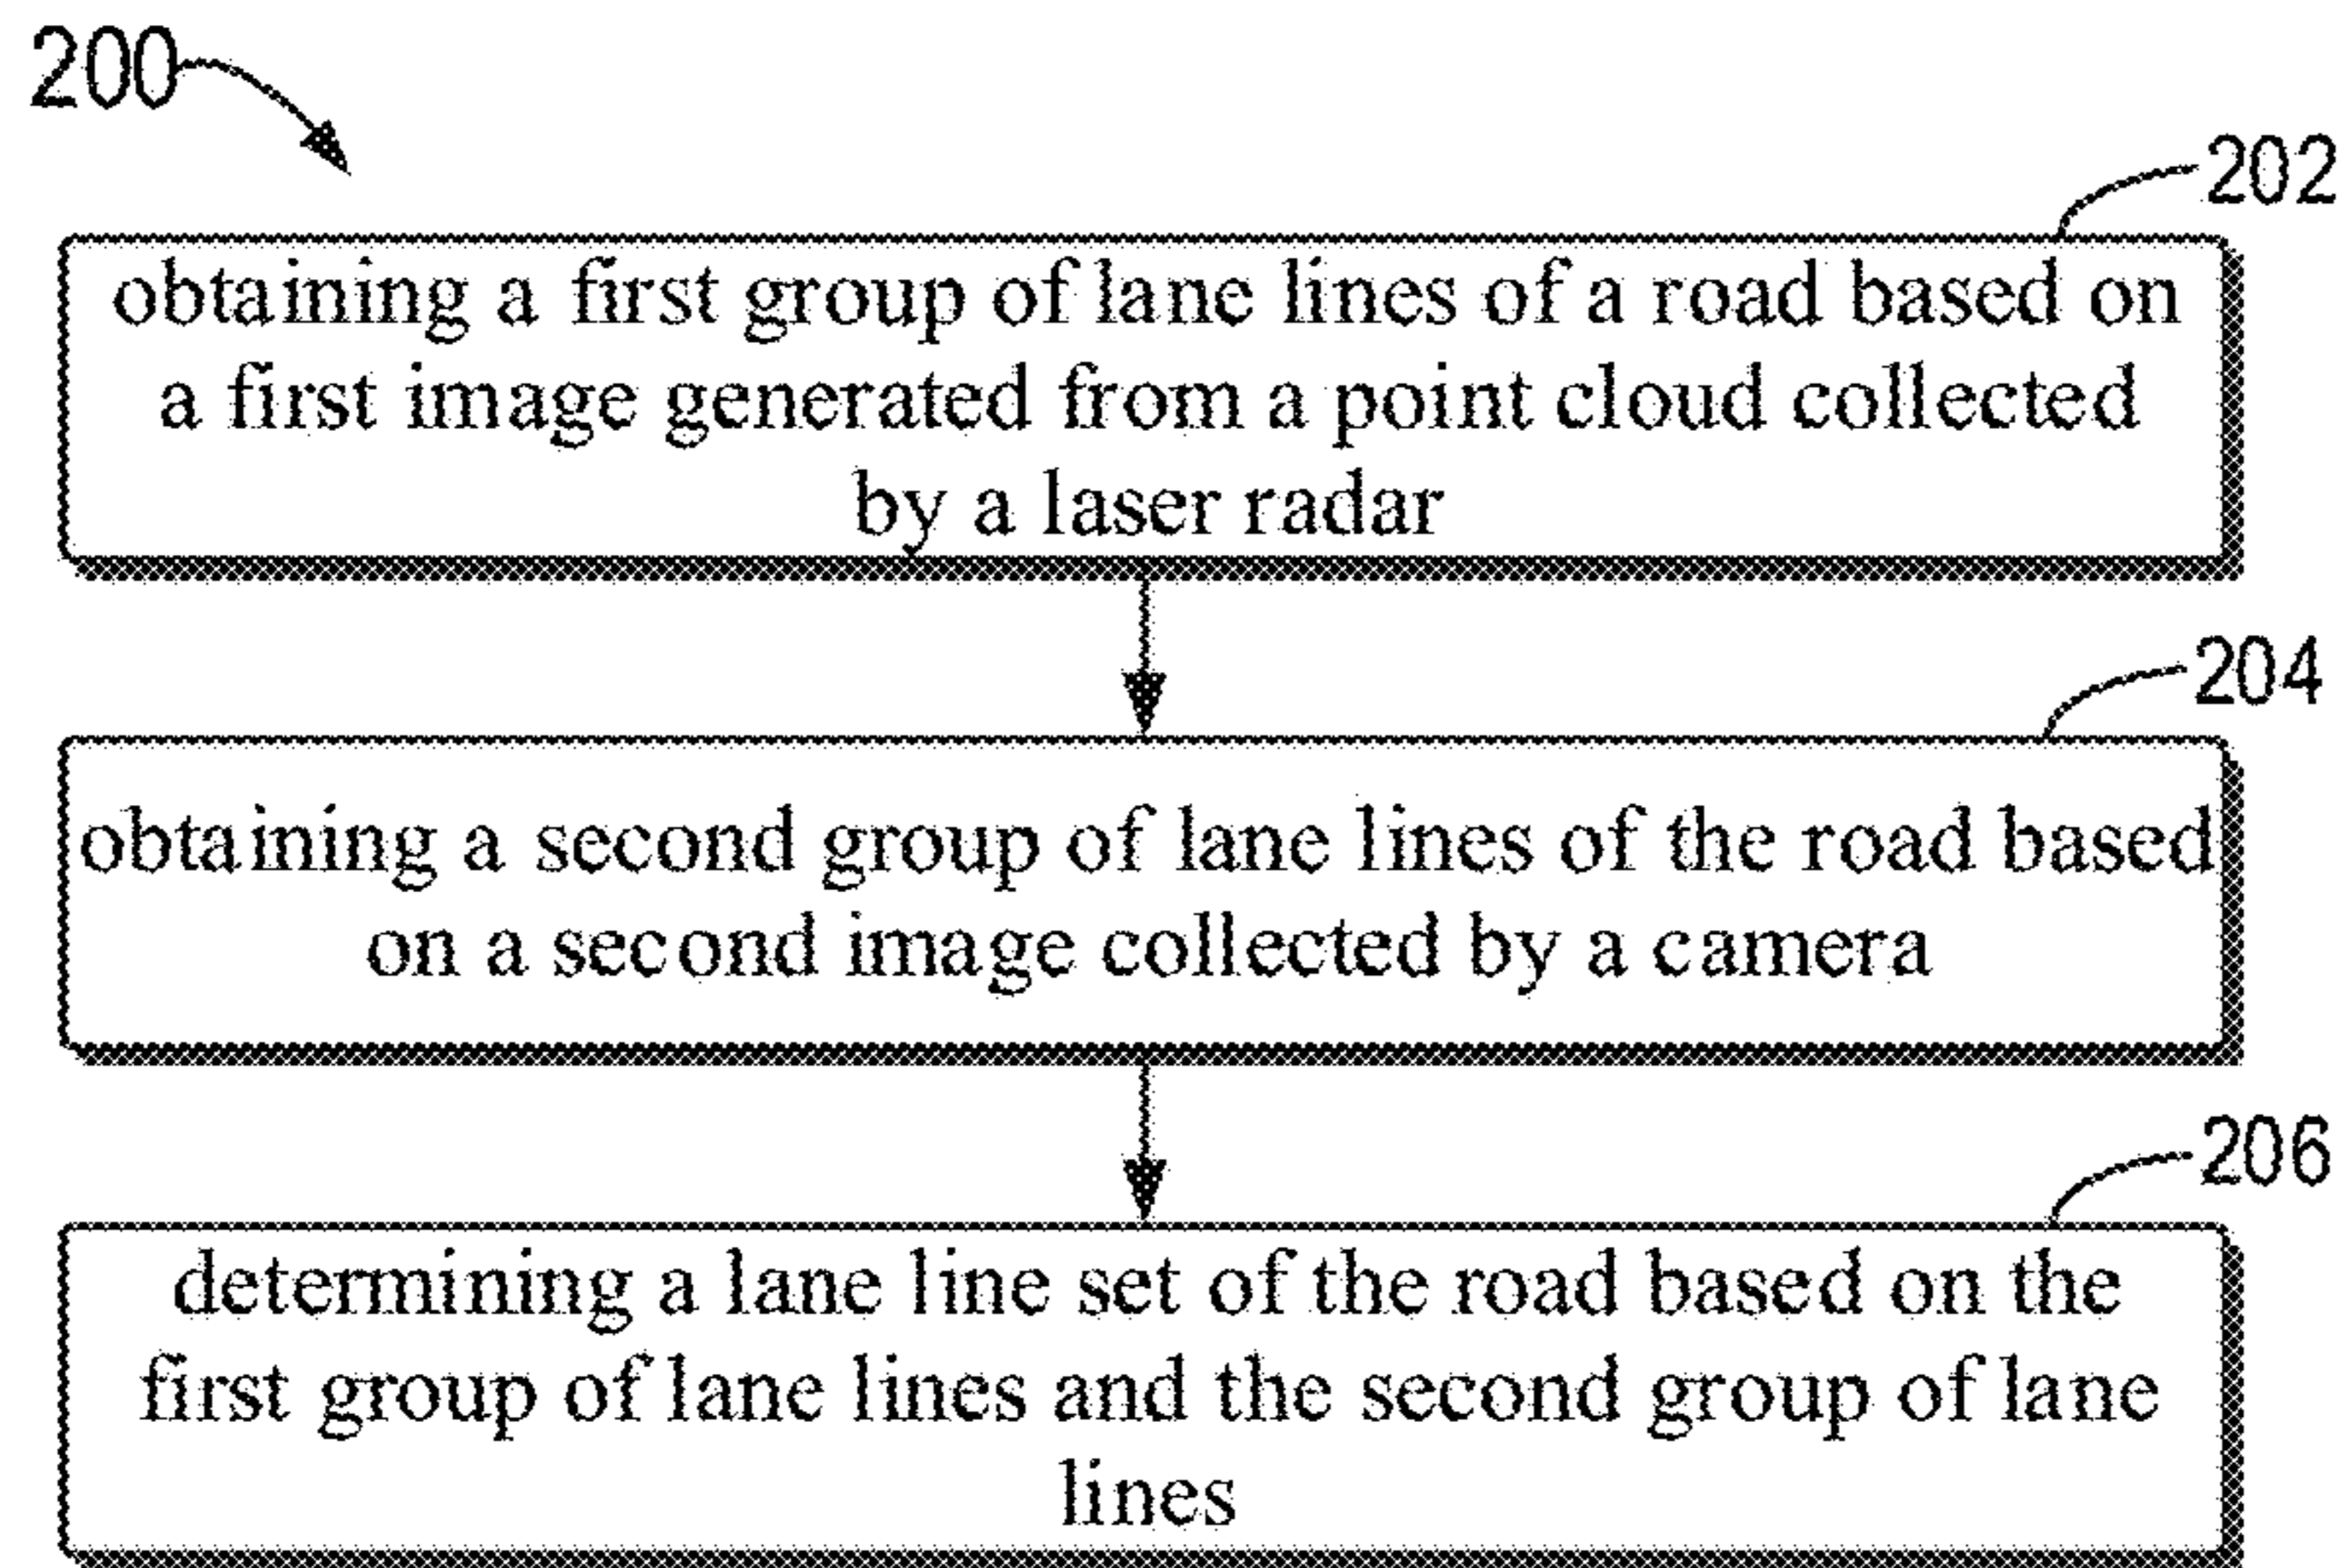 200
202
obtaining a first group of lane lines of a road based on
a first image generated from a point cloud collected
by a laser radar
204
obtaining a second group of lane lines of the road based
on a second image collected by a camera
206
determining a lane line set of the road based on the
first group of lane lines and the second group of lane
lines